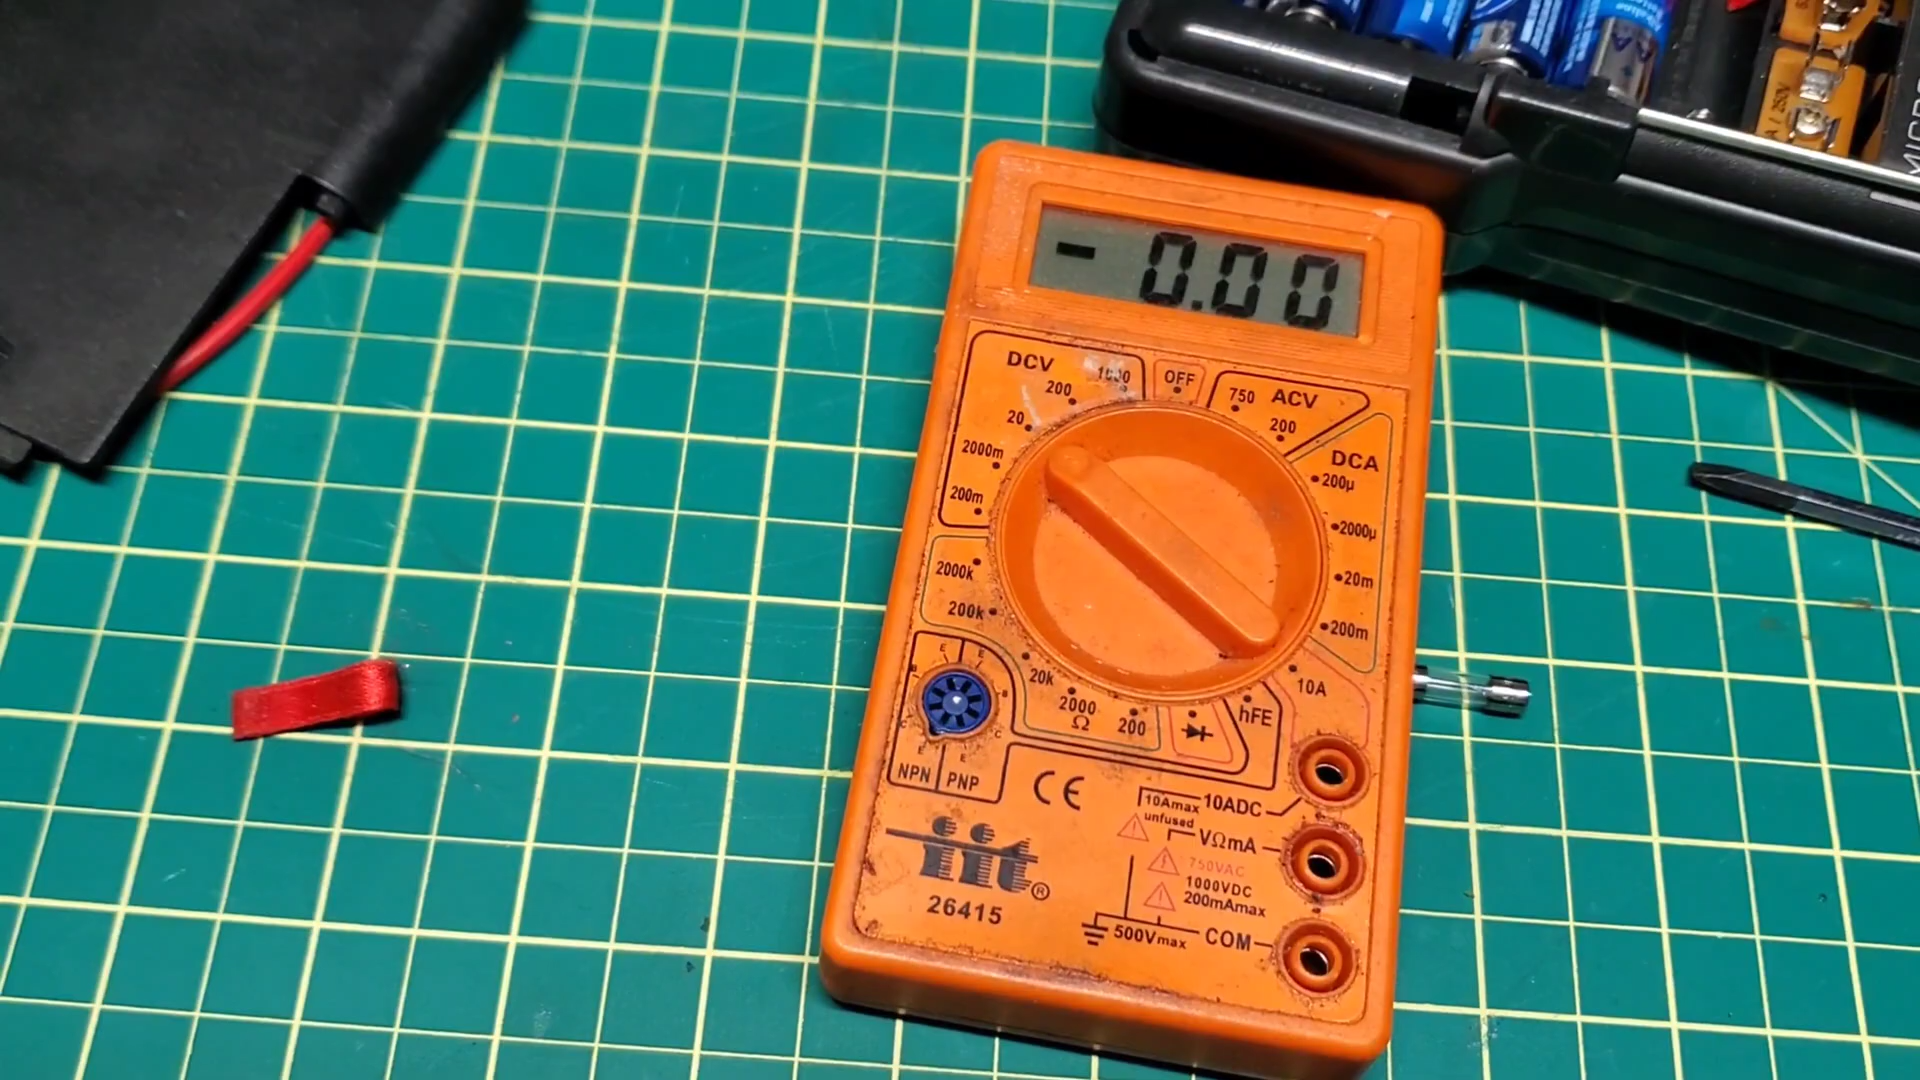 - 0.00
DCV
1000
OFF
750
ACV
200
200
20
DCA
2000m
200µ
200m
2000µ
2000k
20m
200k
200m
20k
10A
2000
Ω
200
hFE
E
E
B
B
C
C
E
E
NPN
PNP
CE
10Amax
10ADC
unfused
VΩmA
750VAC
1000VDC
200mAmax
iit®
26415
500Vmax
COM
A / 250V